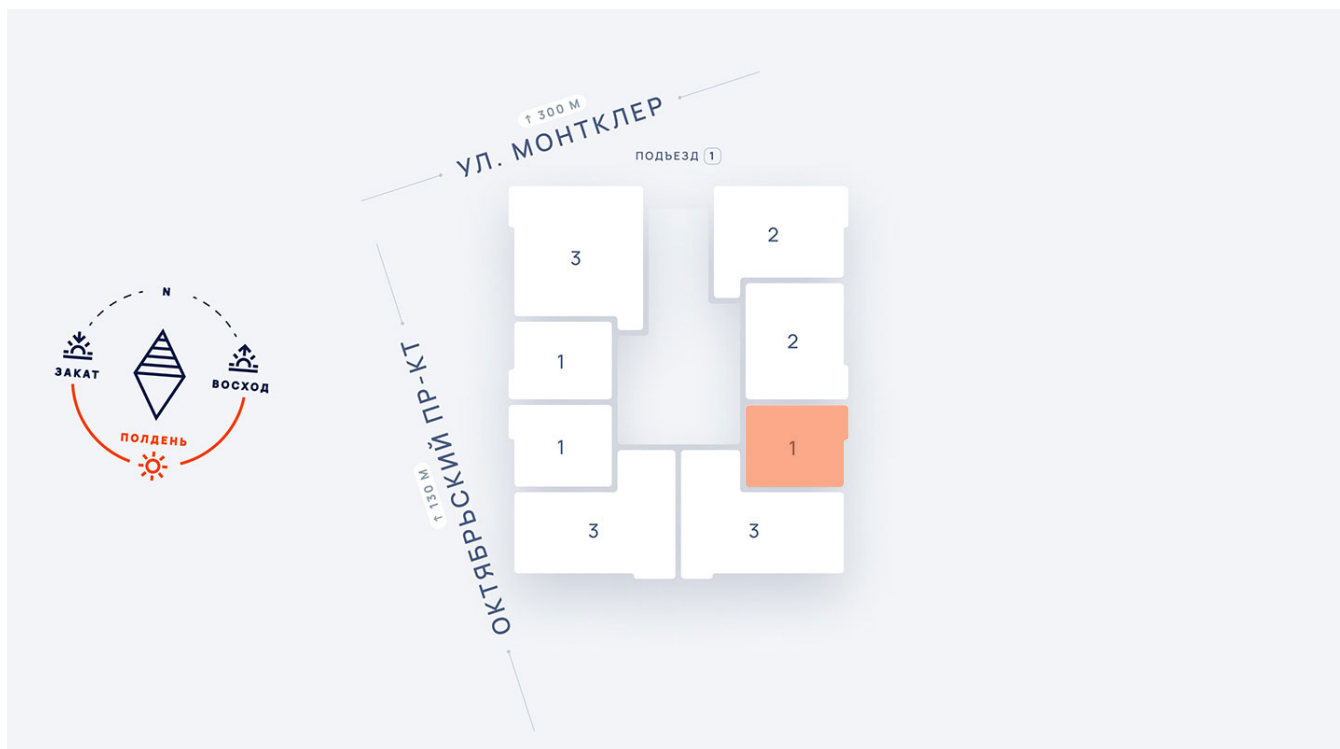 ↑ 300 М
УЛ. МОНТКЛЕР
ПОДЪЕЗД 1
3
2
N
ЗАКАТ
ВОСХОД
ПОЛДЕНЬ
1
2
ОКТЯБРЬСКИЙ ПР-КТ
↑ 130 М
1
1
3
3